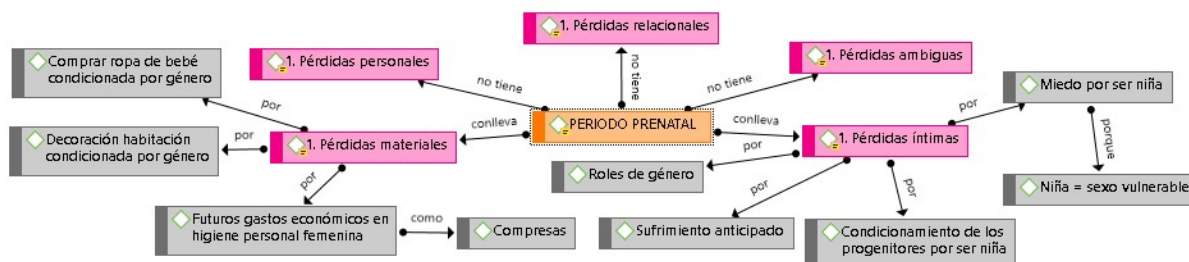 1. Pérdidas relacionales
Comprar ropa de bebé
condicionada por género
1. Pérdidas personales
1. Pérdidas ambiguas
no tiene
no tiene
no tiene
Miedo por ser niña
por
PERIODO PRENATAL
por
conlleva
conlleva
Decoración habitación
condicionada por género
por
1. Pérdidas materiales
1. Pérdidas íntimas
porque
por
Roles de género
por
por
por
Niña = sexo vulnerable
Futuros gastos económicos en
higiene personal femenina
como
Compresas
Sufrimiento anticipado
Condicionamiento de los
progenitores por ser niña